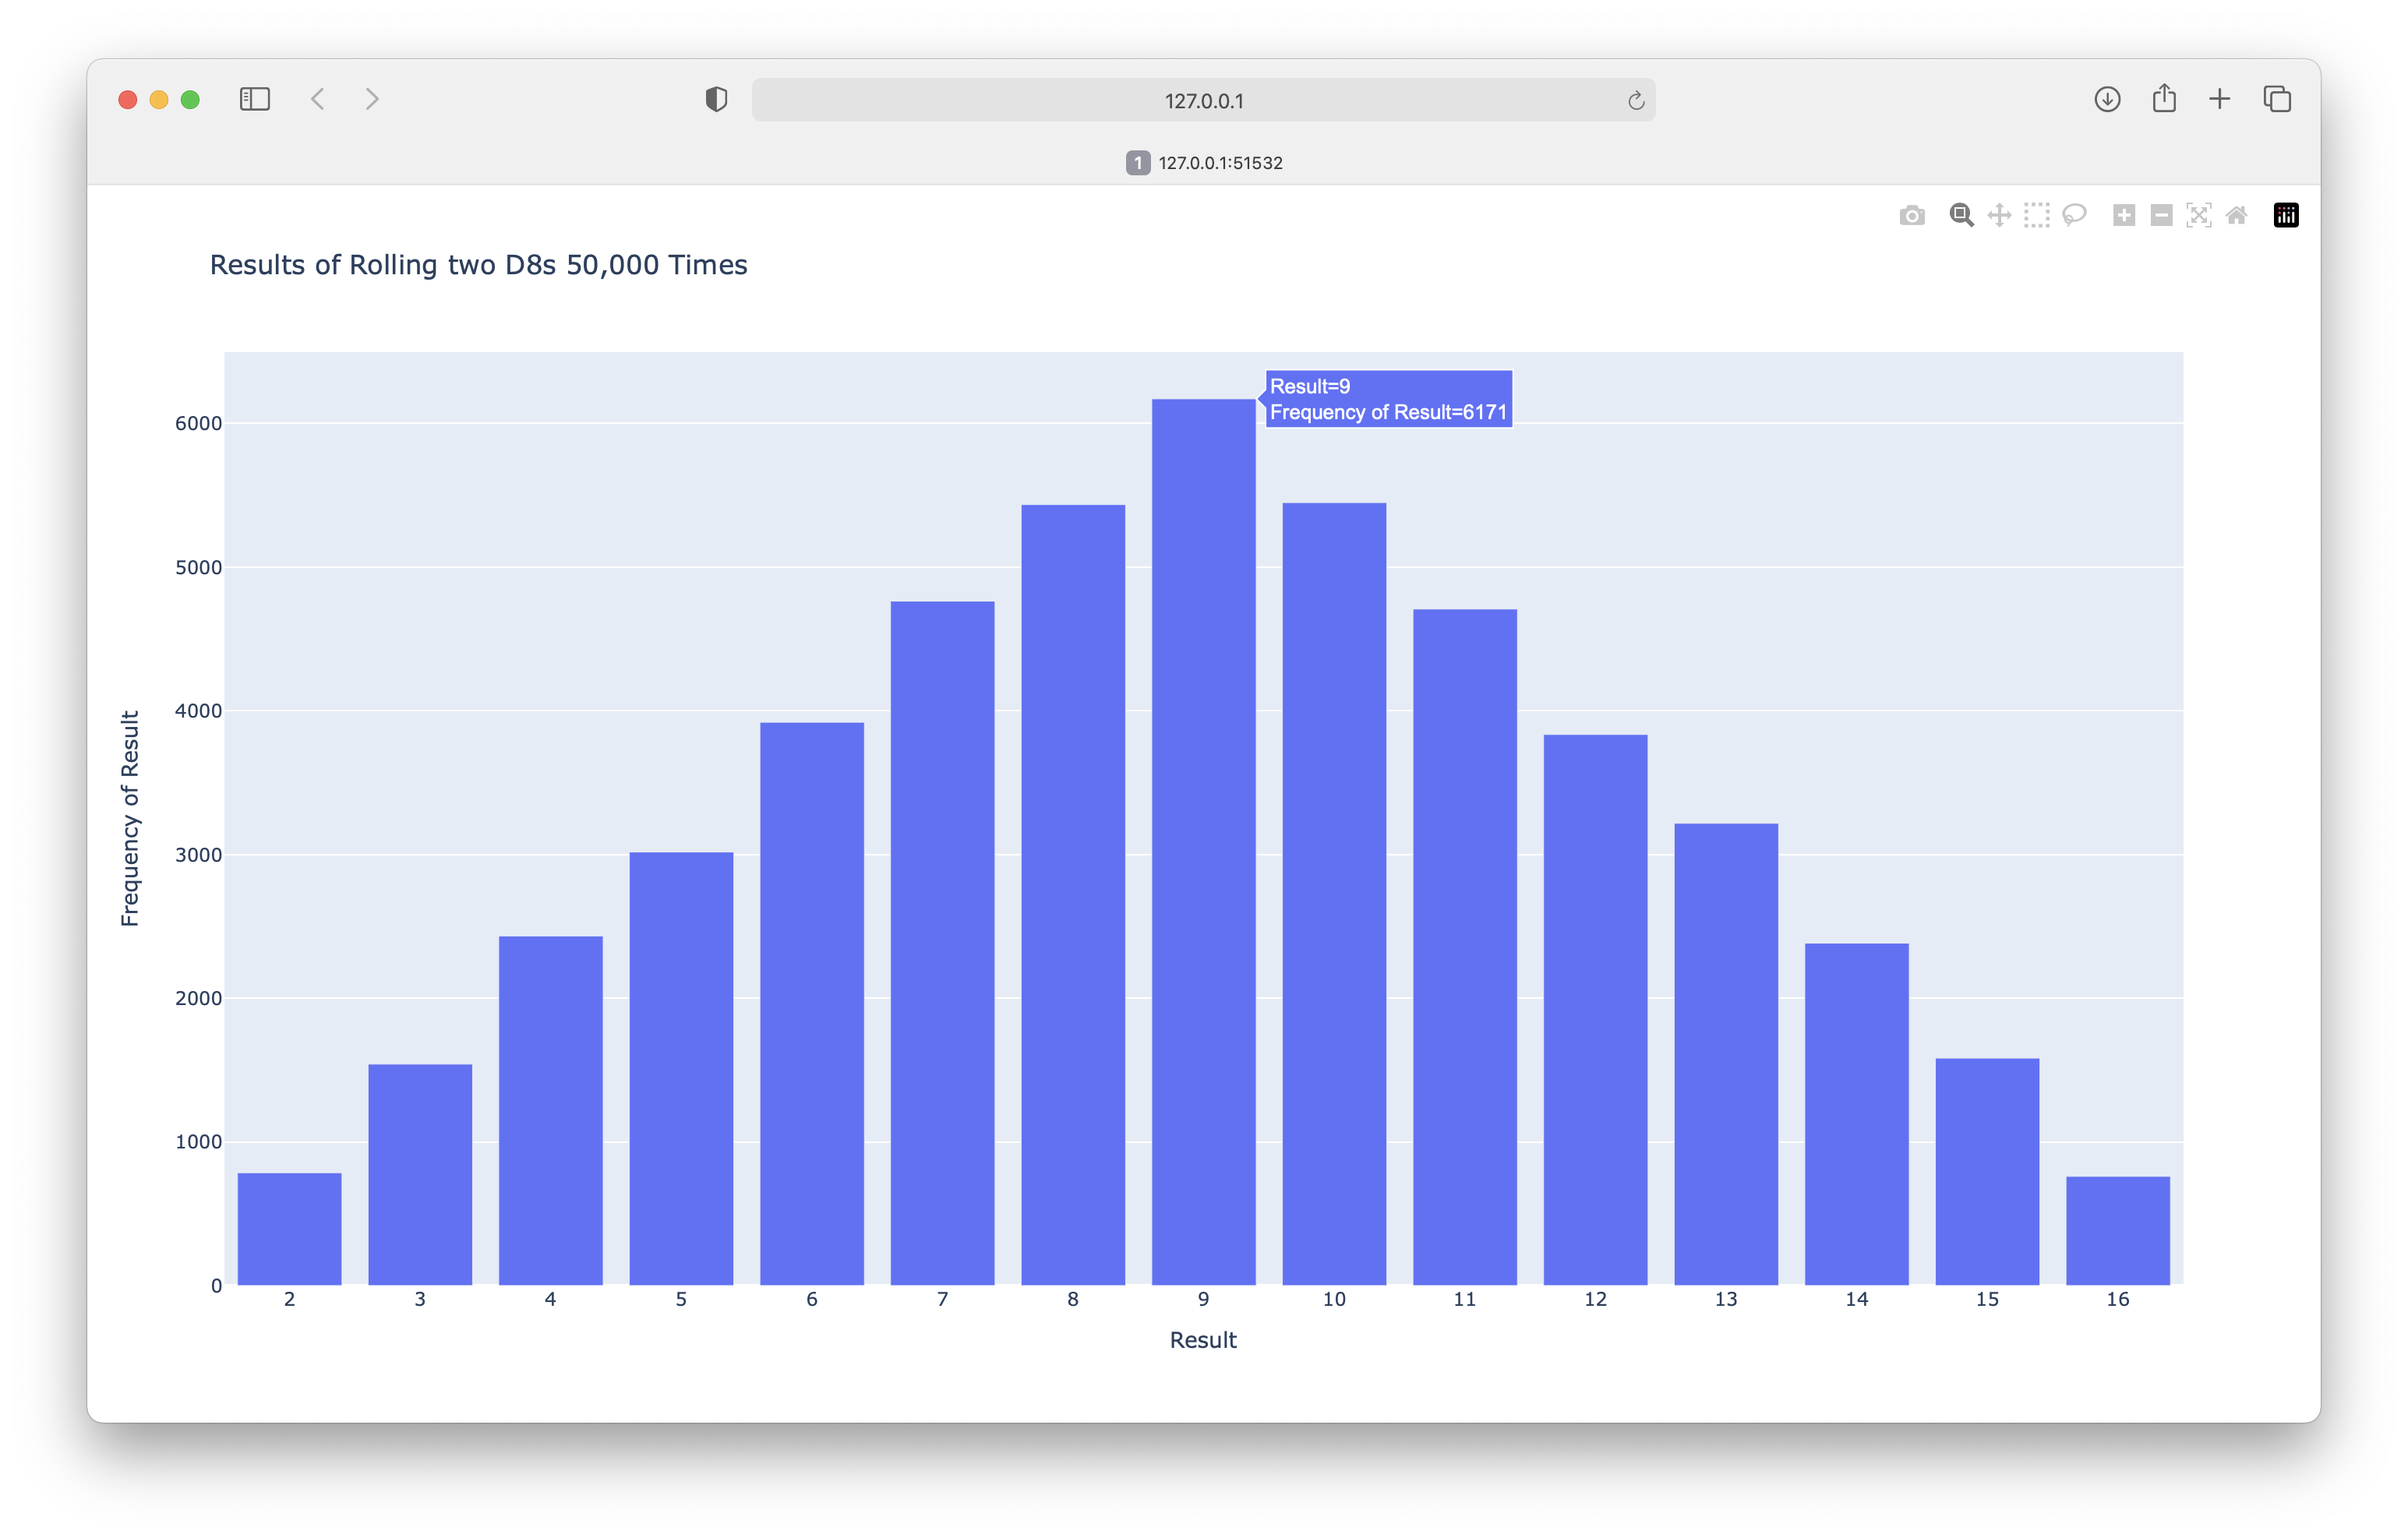 127.0.0.1
1 127.0.0.1:51532
Results of Rolling two D8s 50,000 Times
Result=9
Frequency of Result=6171
6000
5000
4000
3000
2000
1000
0
Frequency of Result
2 3 4 5 6 7 8 9 10 11 12 13 14 15 16
Result